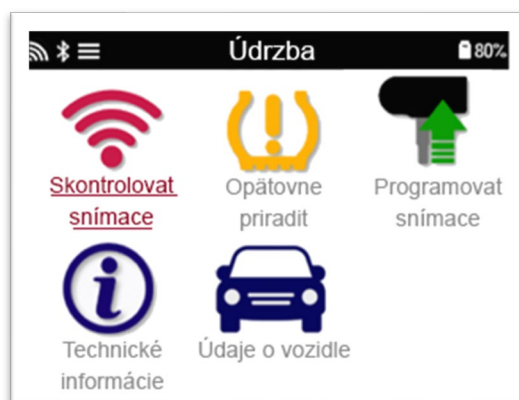 Údrzba
80%
Skontrolovat
snímace
Opätovne
priradit
Programovat
snímace
Technické
informácie
Údaje o vozidle